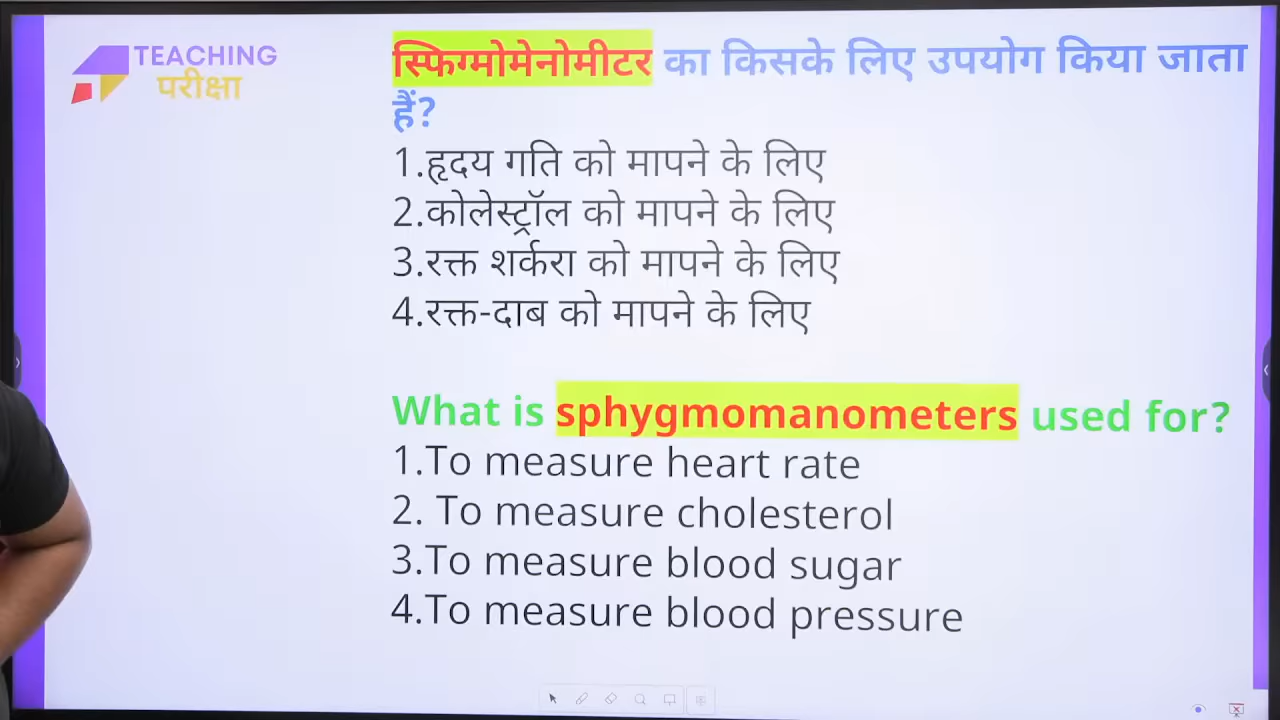 TEACHING
परीक्षा
स्फिग्मोमेनोमीटर का किसके लिए उपयोग किया जाता
हैं?
1.हृदय गति को मापने के लिए
2.कोलेस्ट्रॉल को मापने के लिए
3.रक्त शर्करा को मापने के लिए
4.रक्त-दाब को मापने के लिए
What is sphygmomanometers used for?
1.To measure heart rate
2. To measure cholesterol
3.To measure blood sugar
4.To measure blood pressure